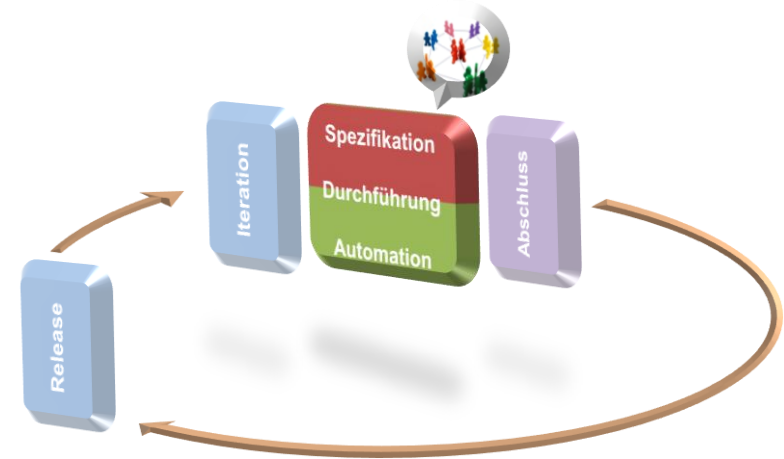 Iteration
Spezifikation
Durchführung
Automation
Abschluss
Release